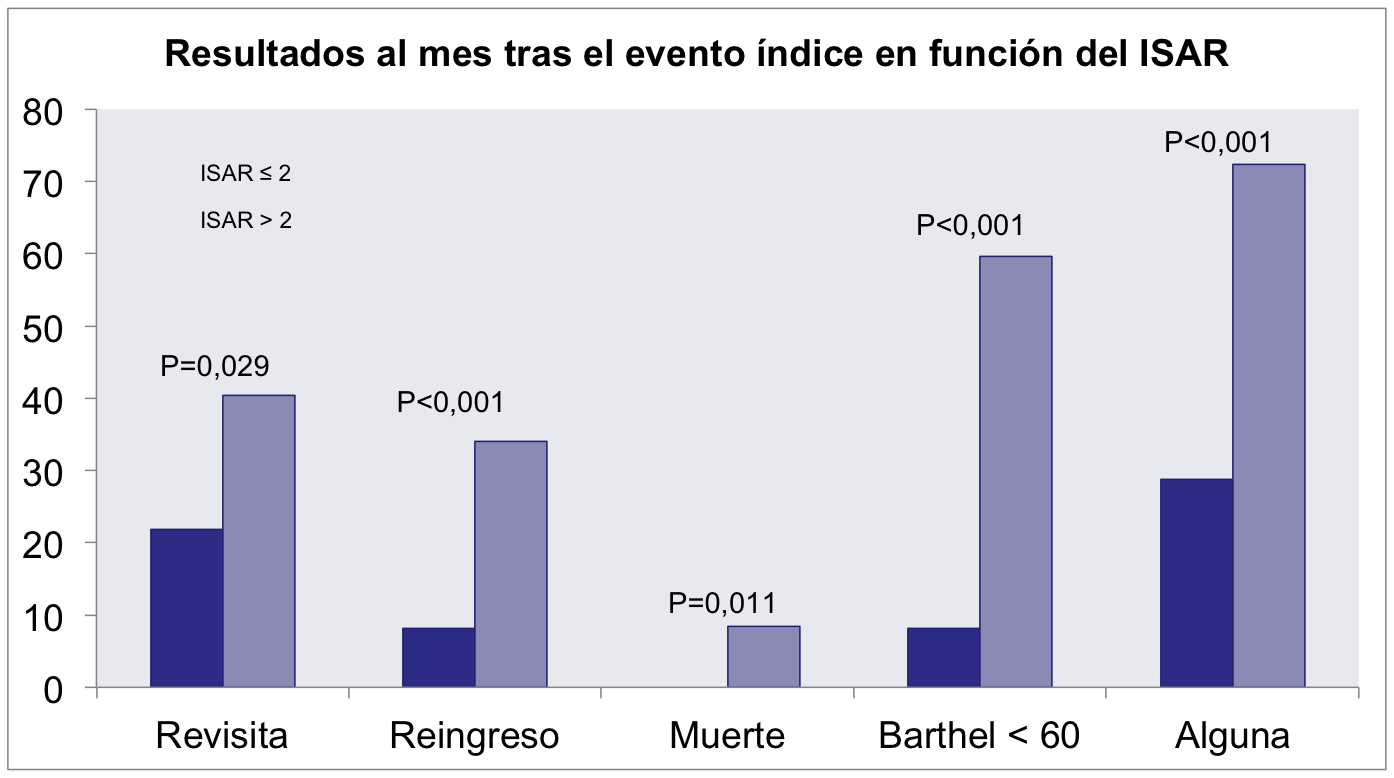 Resultados al mes tras el evento índice en función del ISAR
80
70
60
50
40
30
20
10
0
ISAR ≤ 2
ISAR > 2
P=0,029
P<0,001
P=0,011
P<0,001
P<0,001
Revisita
Reingreso
Muerte
Barthel < 60
Alguna